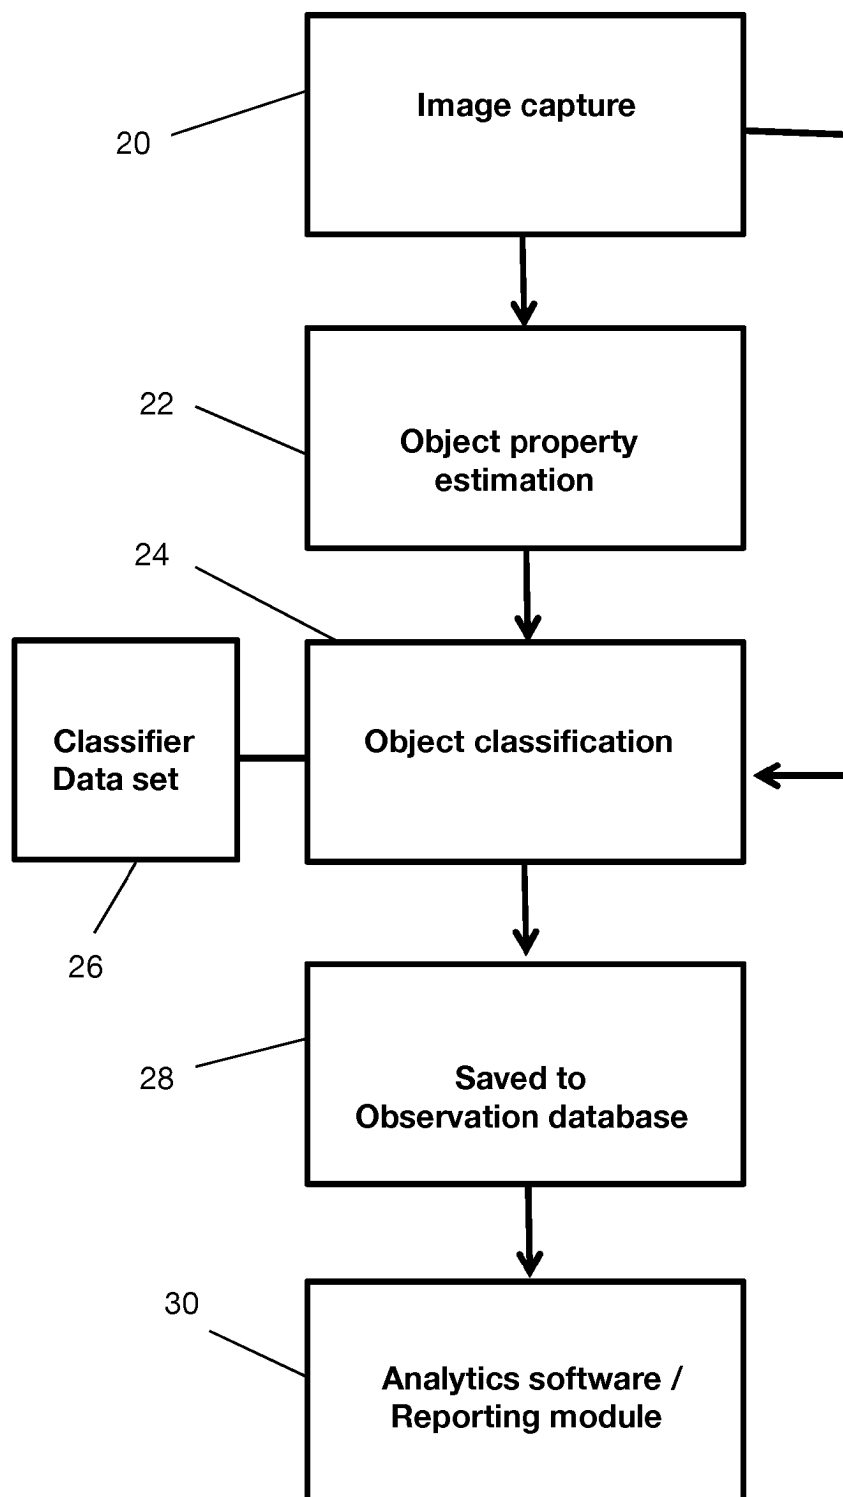 Image capture
20
22
Object property
estimation
24
Classifier
Data set
Object classification
26
28
Saved to
Observation database
30
Analytics software /
Reporting module